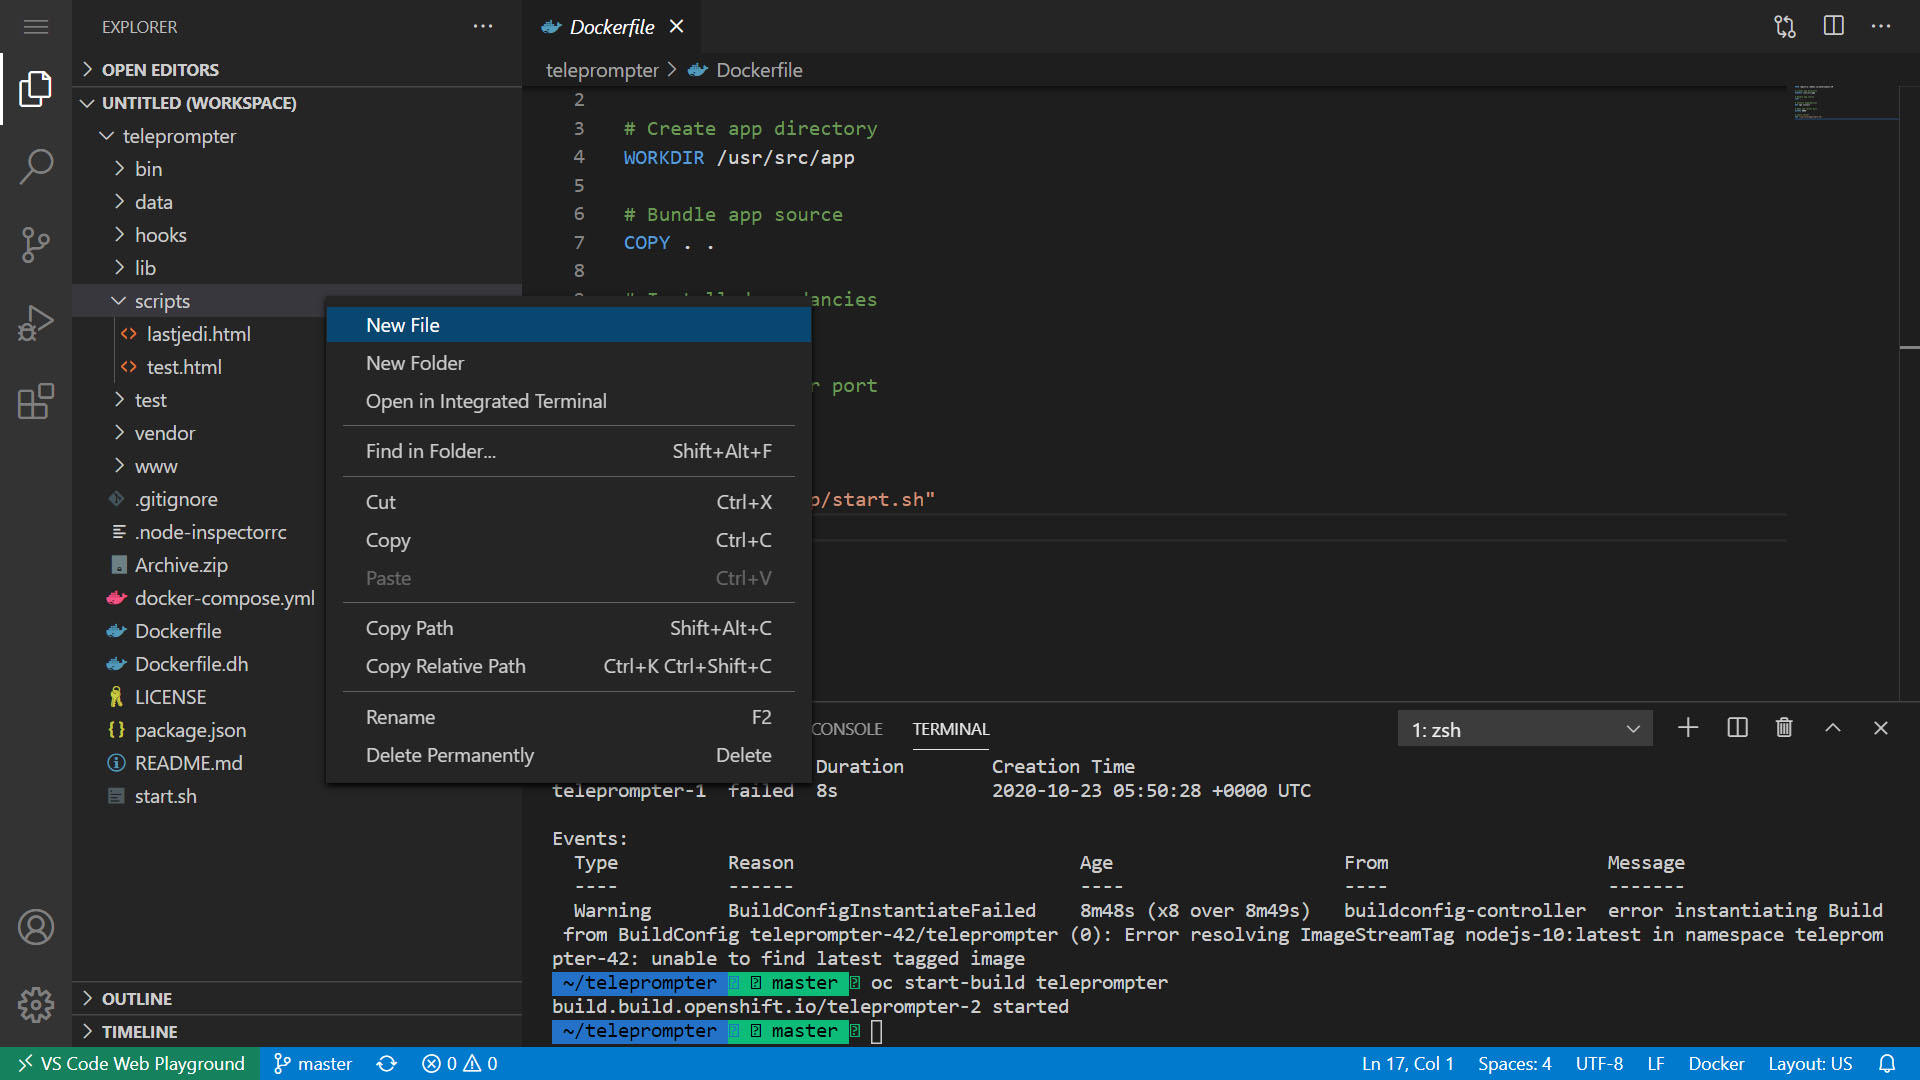 EXPLORER
OPEN EDITORS
UNTITLED (WORKSPACE)
teleprompter
bin
data
hooks
lib
scripts
lastjedi.html
test.html
test
vendor
www
.gitignore
.node-inspectorrc
Archive.zip
docker-compose.yml
Dockerfile
Dockerfile.dh
LICENSE
package.json
README.md
start.sh
OUTLINE
TIMELINE
Dockerfile
teleprompter > Dockerfile
2
3 # Create app directory
4 WORKDIR /usr/src/app
5
6 # Bundle app source
7 COPY . .
8
ancies
r port
/start.sh"
New File
New Folder
Open in Integrated Terminal
Find in Folder... Shift+Alt+F
Cut Ctrl+X
Copy Ctrl+C
Paste Ctrl+V
Copy Path Shift+Alt+C
Copy Relative Path Ctrl+K Ctrl+Shift+C
Rename F2
Delete Permanently Delete
CONSOLE TERMINAL 1: zsh
Duration Creation Time
teleprompter-1 failed 8s 2020-10-23 05:50:28 +0000 UTC
Events:
Type Reason Age From Message
---- ------ ---- ---- -------
Warning BuildConfigInstantiateFailed 8m48s (x8 over 8m49s) buildconfig-controller error instantiating Build
from BuildConfig teleprompter-42/teleprompter (0): Error resolving ImageStreamTag nodejs-10:latest in namespace teleprom
pter-42: unable to find latest tagged image
~/teleprompter master oc start-build teleprompter
build.build.openshift.io/teleprompter-2 started
~/teleprompter master
VS Code Web Playground master 0 0 Ln 17, Col 1 Spaces: 4 UTF-8 LF Docker Layout: US